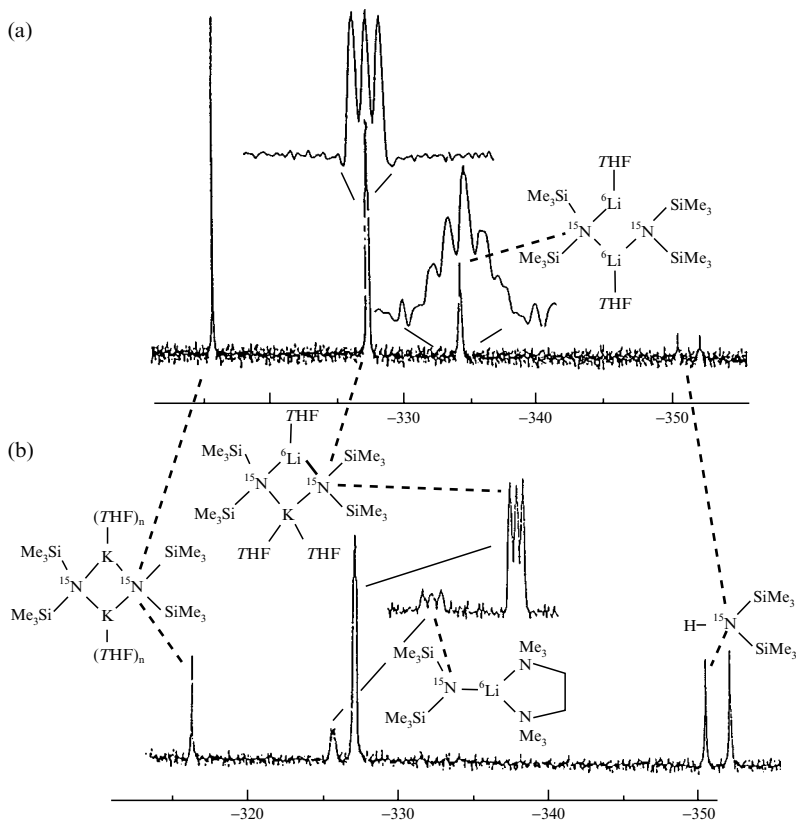 (a)
THF
Me₃Si
⁶Li
SiMe₃
¹⁵N
¹⁵N
Me₃Si
⁶Li
SiMe₃
THF
−330
−340
−350
(b)
THF
Me₃Si
⁶Li
SiMe₃
¹⁵N
¹⁵N
Me₃Si
K
SiMe₃
THF
THF
(THF)ₙ
Me₃Si
K
SiMe₃
¹⁵N
¹⁵N
Me₃Si
K
SiMe₃
(THF)ₙ
Me₃Si
Me₃
N
¹⁵N
⁶Li
Me₃Si
N
Me₃
SiMe₃
H
¹⁵N
SiMe₃
−320
−330
−340
−350